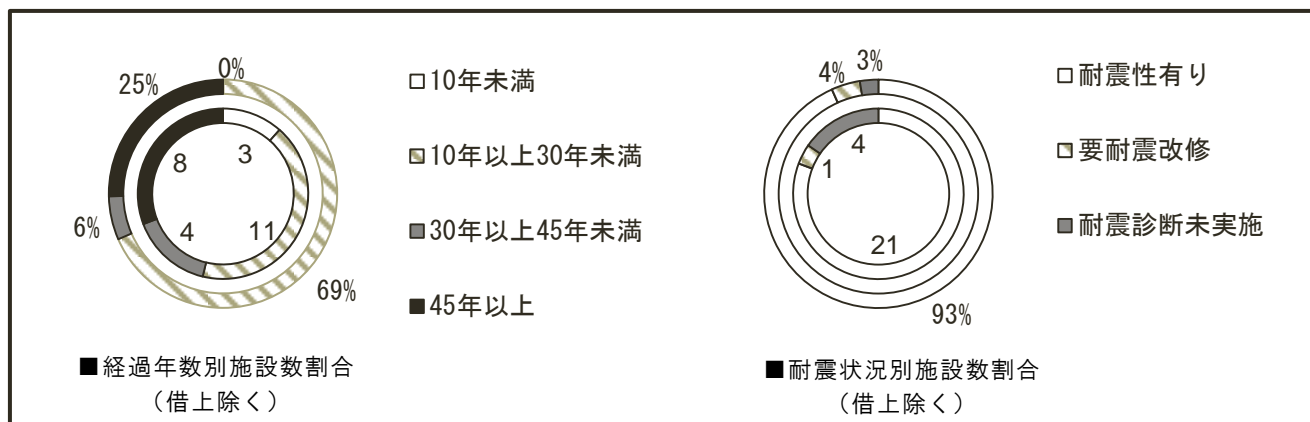 0%
25%
□10年未満
3
8
10年以上30年未満
4
11
6%
■30年以上45年未満
69%
■45年以上
■経過年数別施設数割合
（借上除く）
3%
4%
□耐震性有り
4
要耐震改修
1
■耐震診断未実施
21
93%
■耐震状況別施設数割合
（借上除く）